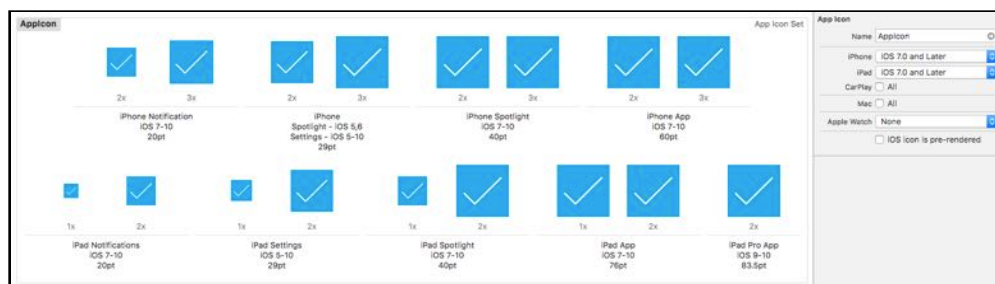 AppIcon
App Icon Set
2x 3x 2x 3x 2x 3x 2x 3x
iPhone Notification
iOS 7-10
20pt
iPhone
Spotlight - iOS 5,6
Settings - iOS 5-10
29pt
iPhone Spotlight
iOS 7-10
40pt
iPhone App
iOS 7-10
60pt
1x 2x 1x 2x 1x 2x 1x 2x 2x
iPad Notifications
iOS 7-10
20pt
iPad Settings
iOS 5-10
29pt
iPad Spotlight
iOS 7-10
40pt
iPad App
iOS 7-10
76pt
iPad Pro App
iOS 9-10
83.5pt
App Icon
Name AppIcon
iPhone iOS 7.0 and Later
iPad iOS 7.0 and Later
CarPlay All
Mac All
Apple Watch None
iOS icon is pre-rendered